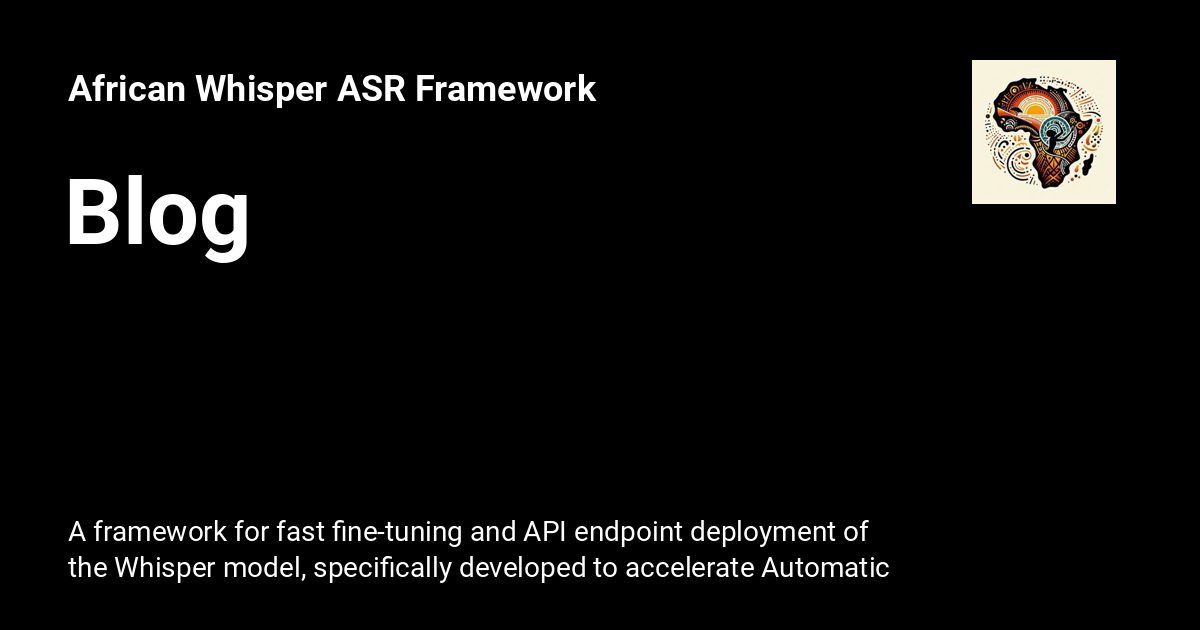 African Whisper ASR Framework
Blog
A framework for fast fine-tuning and API endpoint deployment of
the Whisper model, specifically developed to accelerate Automatic